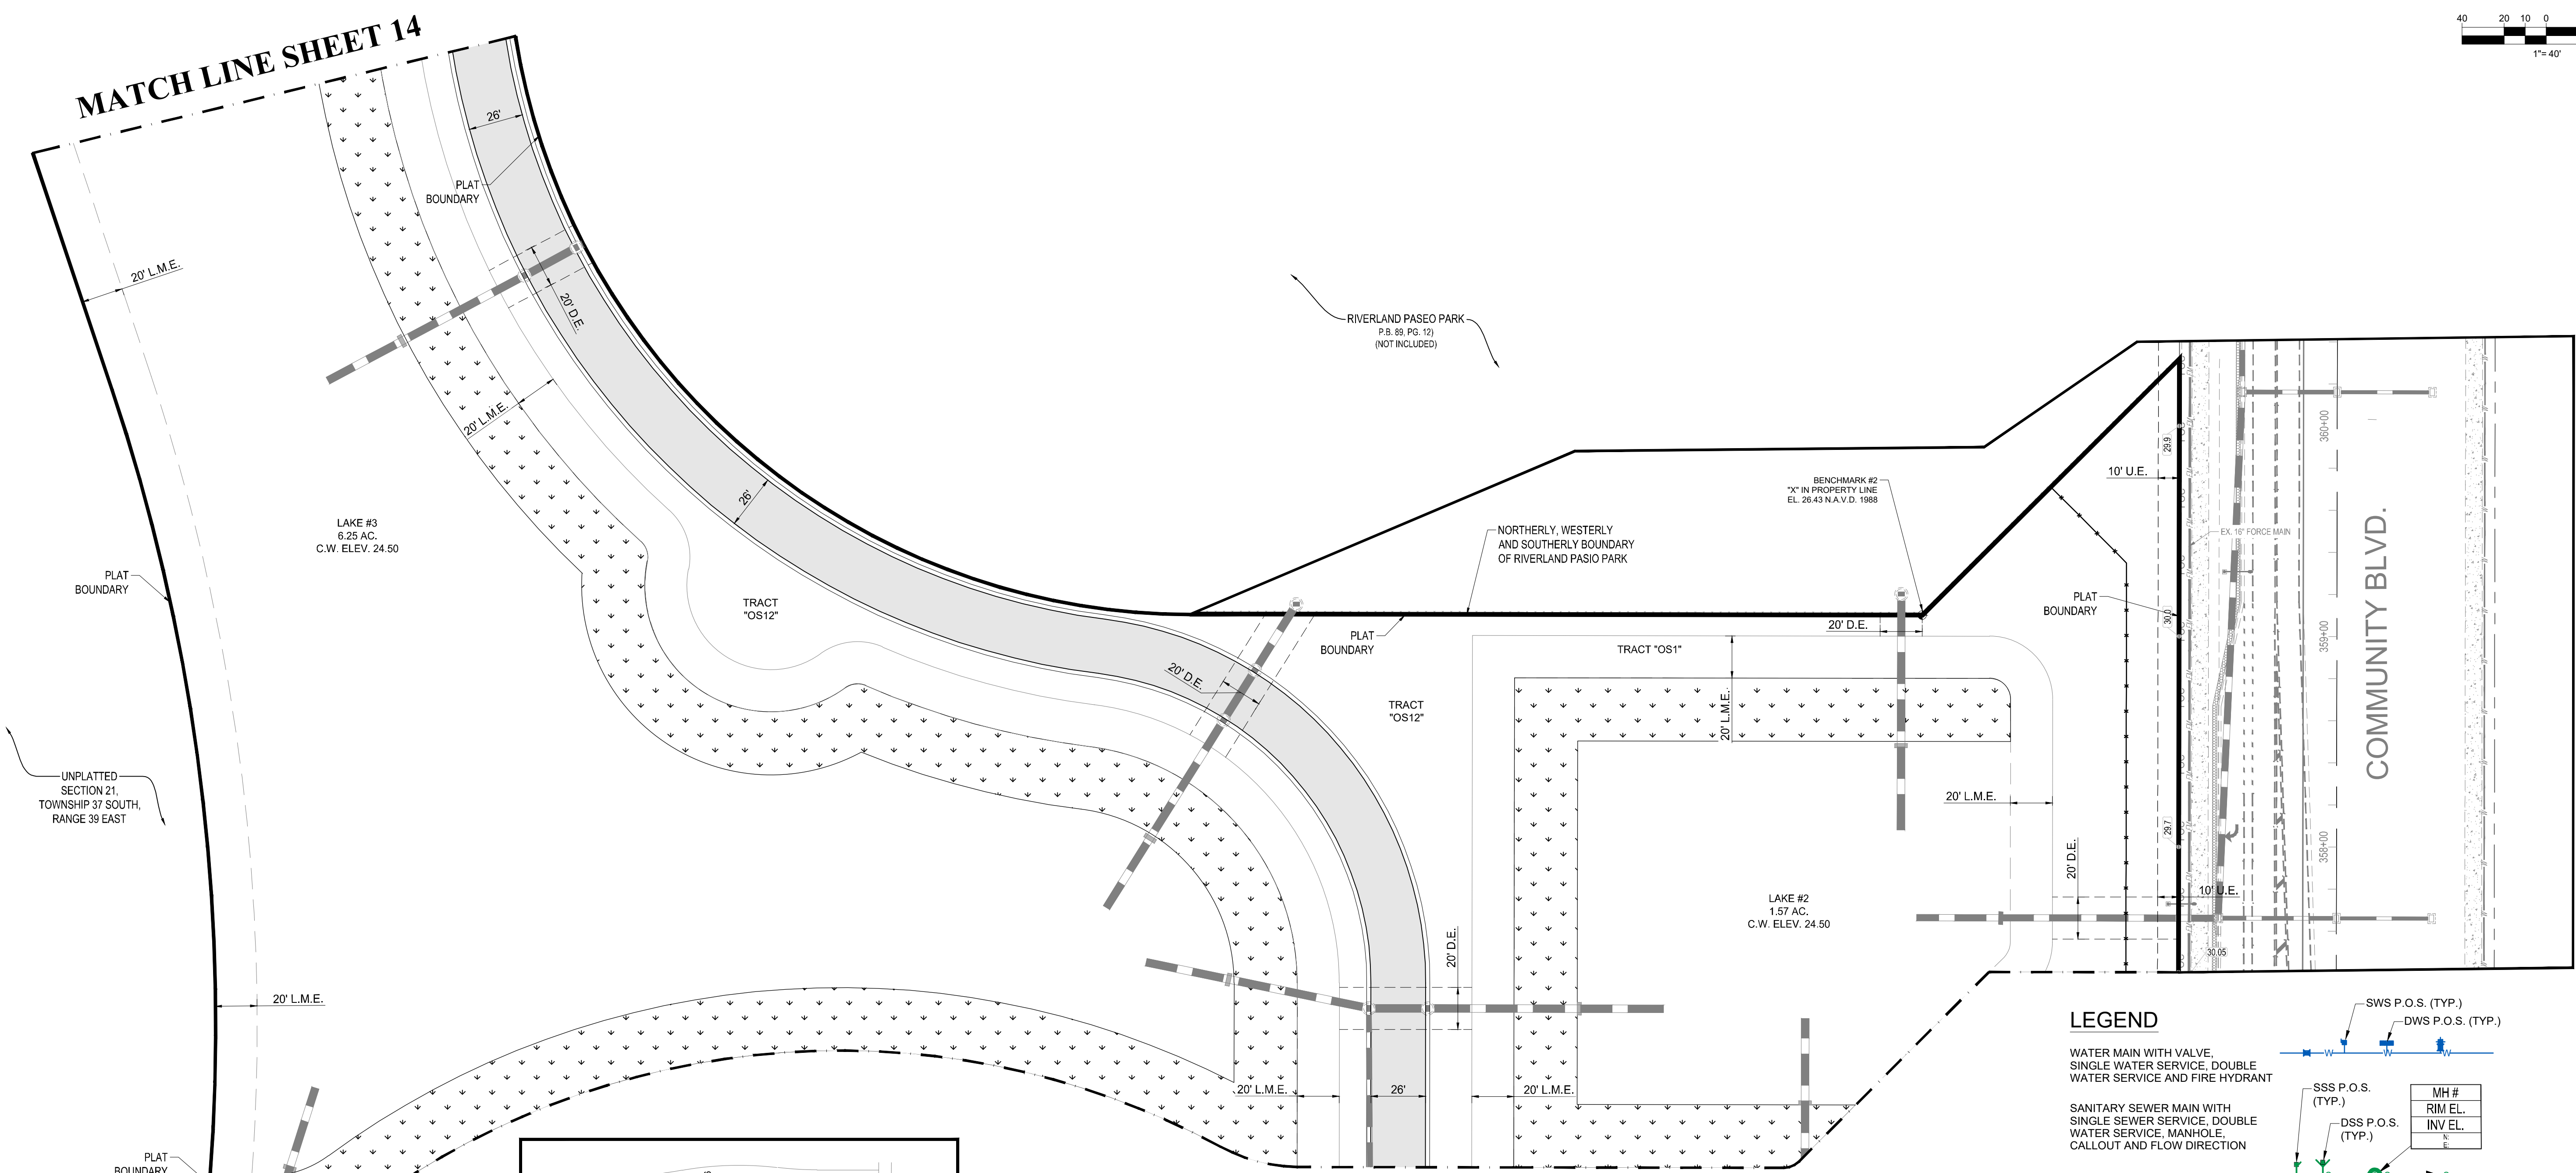 MATCH LINE SHEET 14
40 20 10 0
1"= 40'
26'
PLAT
BOUNDARY
20' L.M.E.
20' D.E.
20' L.M.E.
RIVERLAND PASEO PARK
P.B. 89, PG. 12)
(NOT INCLUDED)
26'
LAKE #3
6.25 AC.
C.W. ELEV. 24.50
BENCHMARK #2
"X" IN PROPERTY LINE
EL. 26.43 N.A.V.D. 1988
NORTHERLY, WESTERLY
AND SOUTHERLY BOUNDARY
OF RIVERLAND PASIO PARK
10' U.E.
29.9
360+00
EX. 16" FORCE MAIN
COMMUNITY BLVD.
PLAT
BOUNDARY
TRACT
"OS12"
PLAT
BOUNDARY
20' D.E.
TRACT "OS1"
PLAT
BOUNDARY
30.0
359+00
20' D.E.
TRACT
"OS12"
20' L.M.E.
UNPLATTED
SECTION 21,
TOWNSHIP 37 SOUTH,
RANGE 39 EAST
20' L.M.E.
29.7
358+00
20' D.E.
LAKE #2
1.57 AC.
C.W. ELEV. 24.50
10' U.E.
30.05
20' D.E.
20' L.M.E.
20' L.M.E.
26'
20' L.M.E.
PLAT
BOUNDARY
LEGEND
SWS P.O.S. (TYP.)
DWS P.O.S. (TYP.)
WATER MAIN WITH VALVE,
SINGLE WATER SERVICE, DOUBLE
WATER SERVICE AND FIRE HYDRANT
W W W
SSS P.O.S.
(TYP.)
MH #
RIM EL.
INV EL.
N:
E:
DSS P.O.S.
(TYP.)
SANITARY SEWER MAIN WITH
SINGLE SEWER SERVICE, DOUBLE
WATER SERVICE, MANHOLE,
CALLOUT AND FLOW DIRECTION